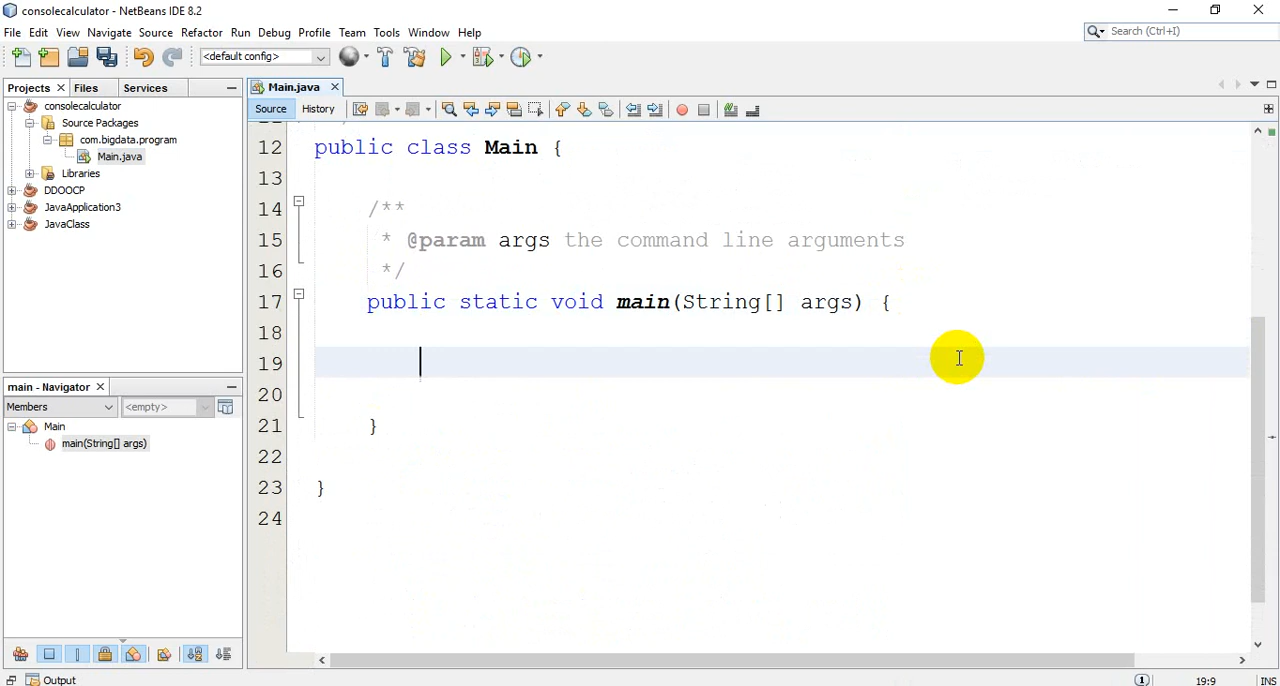 consolecalculator - NetBeans IDE 8.2
File Edit View Navigate Source Refactor Run Debug Profile Team Tools Window Help
Search (Ctrl+I)
<default config>
Projects Files Services
Main.java
consolecalculator
Source Packages
com.bigdata.program
Main.java
Libraries
DDOOCP
JavaApplication3
JavaClass
main - Navigator
Members <empty>
Main
main(String[] args)
Source History
12 public class Main {
13
14 /**
15 * @param args the command line arguments
16 */
17 public static void main(String[] args) {
18
19
20
21 }
22
23 }
24
Output
1 19:9 INS